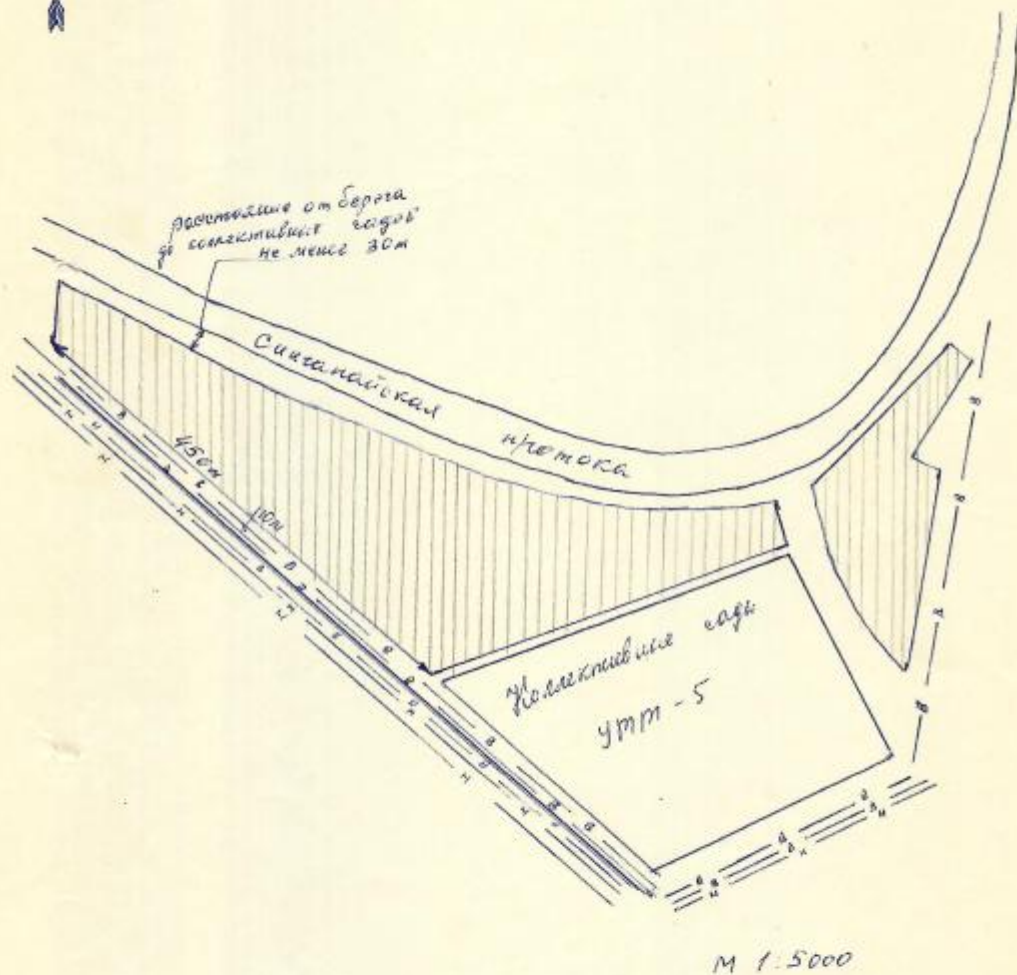 расстояние от берега
до коллективных садов
не менее 30м
Сингапайская протока
450м
10м
Коллективные сады
УТТ-5
М 1:5000